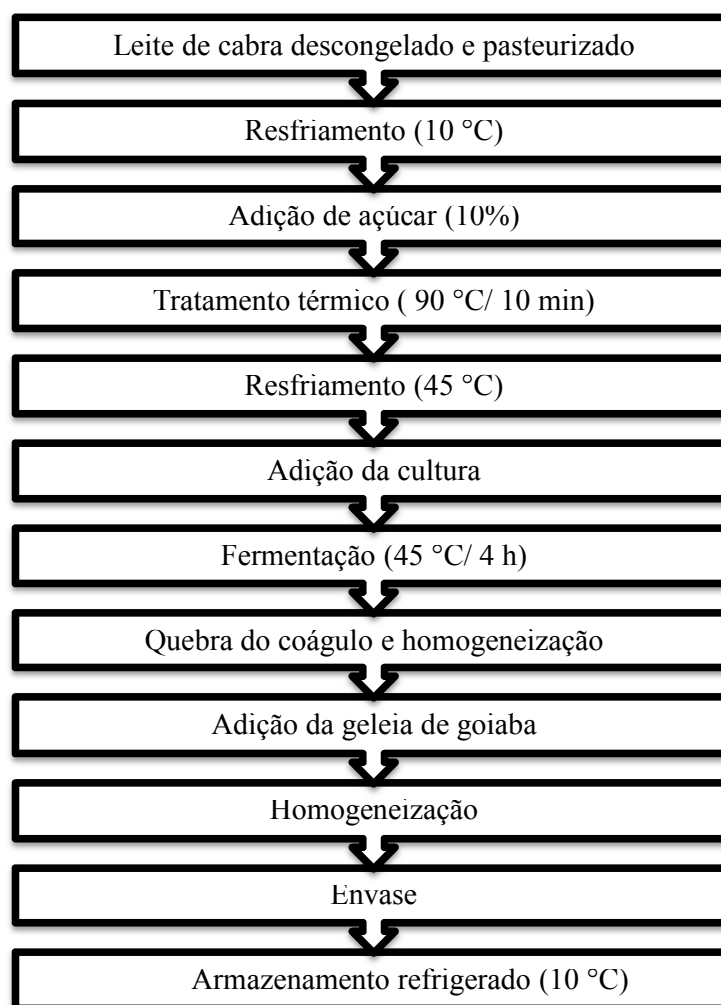 Leite de cabra descongelado e pasteurizado
Resfriamento (10 °C)
Adição de açúcar (10%)
Tratamento térmico ( 90 °C/ 10 min)
Resfriamento (45 °C)
Adição da cultura
Fermentação (45 °C/ 4 h)
Quebra do coágulo e homogeneização
Adição da geleia de goiaba
Homogeneização
Envase
Armazenamento refrigerado (10 °C)